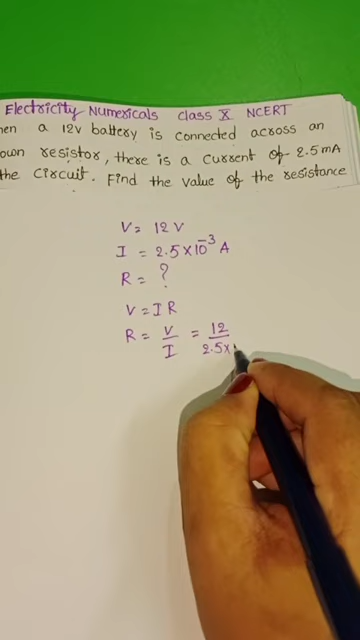 Electricity Numericals class X NCERT
a 12V battery is connected across an
resistor, there is a current of 2.5mA
the circuit. Find the value of the resistance
V = 12 V
I = 2.5×10⁻³ A
R = ?
V = I R
R = V/I = 12/2.5×